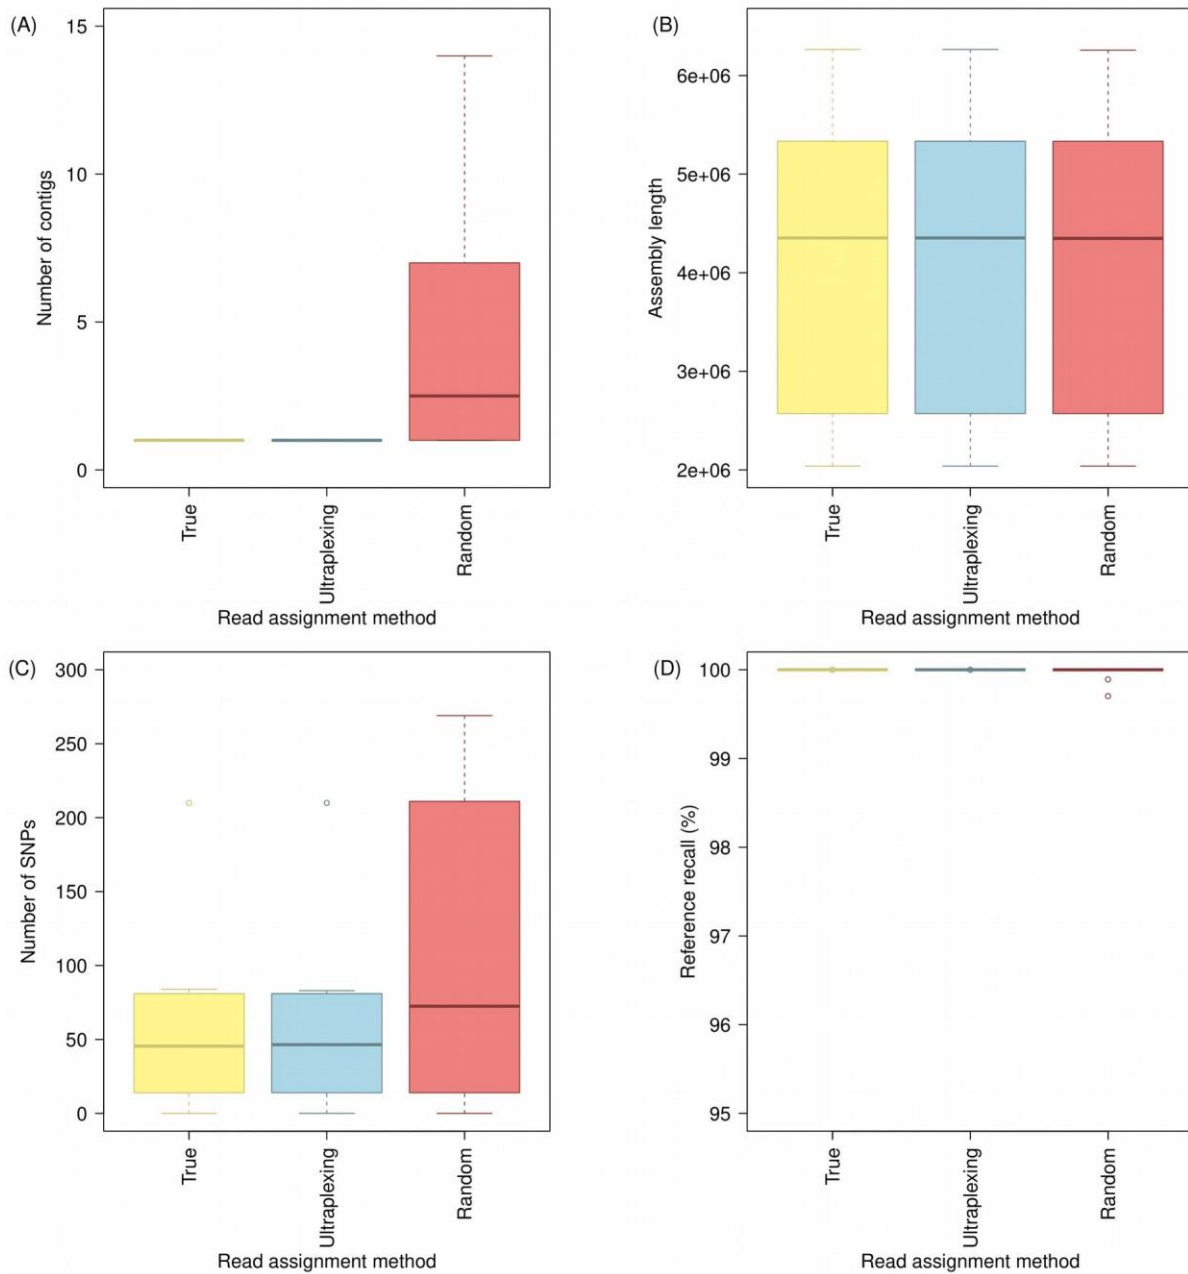 (A)
15
10
5
0
Number of contigs
True
Ultraplexing
Random
Read assignment method
(B)
6e+06
5e+06
4e+06
3e+06
2e+06
Assembly length
True
Ultraplexing
Random
Read assignment method
(C)
300
250
200
150
100
50
0
Number of SNPs
True
Ultraplexing
Random
Read assignment method
(D)
100
99
98
97
96
95
Reference recall (%)
True
Ultraplexing
Random
Read assignment method